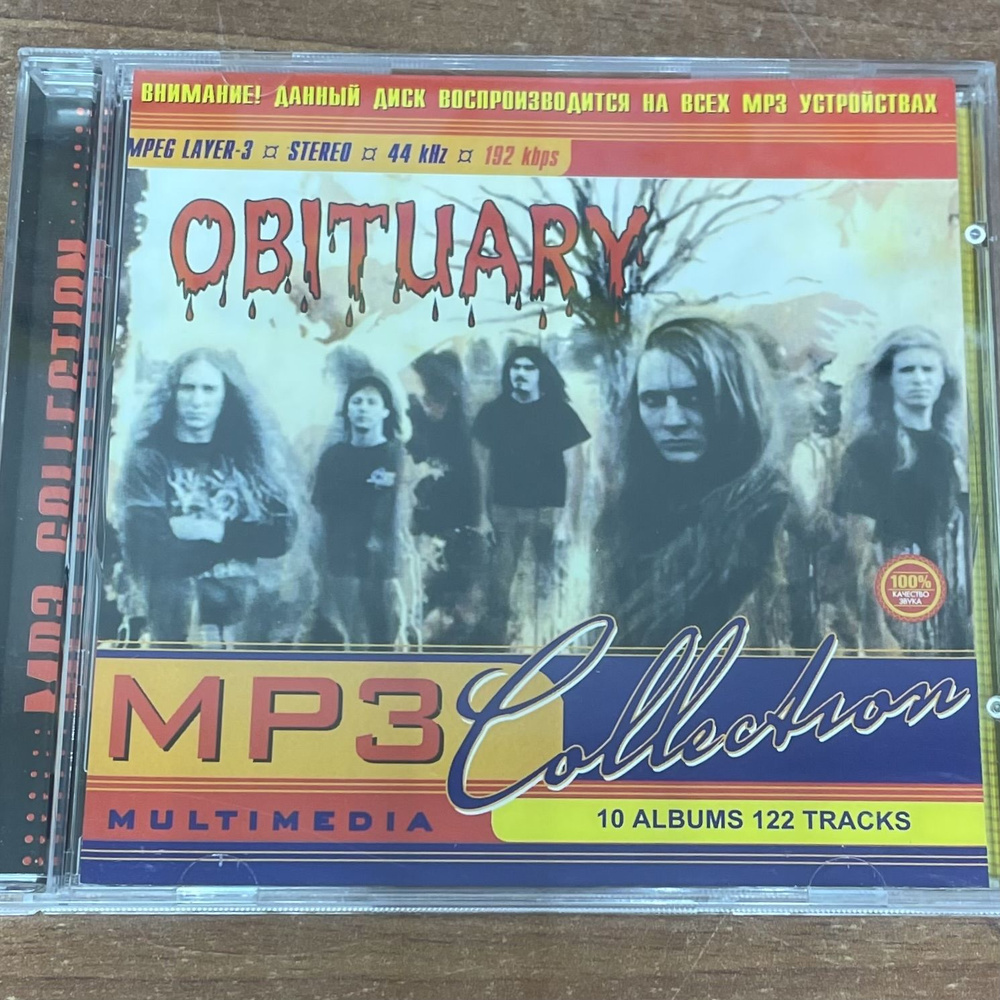 ВНИМАНИЕ! ДАННЫЙ ДИСК ВОСПРОИЗВОДИТСЯ НА ВСЕХ MP3 УСТРОЙСТВАХ
MPEG LAYER-3 ¤ STEREO ¤ 44 kHz ¤ 192 kbps
OBITUARY
MP3 COLLECTION
100%
КАЧЕСТВО
ЗВУКА
MP3 Collection
MULTIMEDIA
10 ALBUMS 122 TRACKS